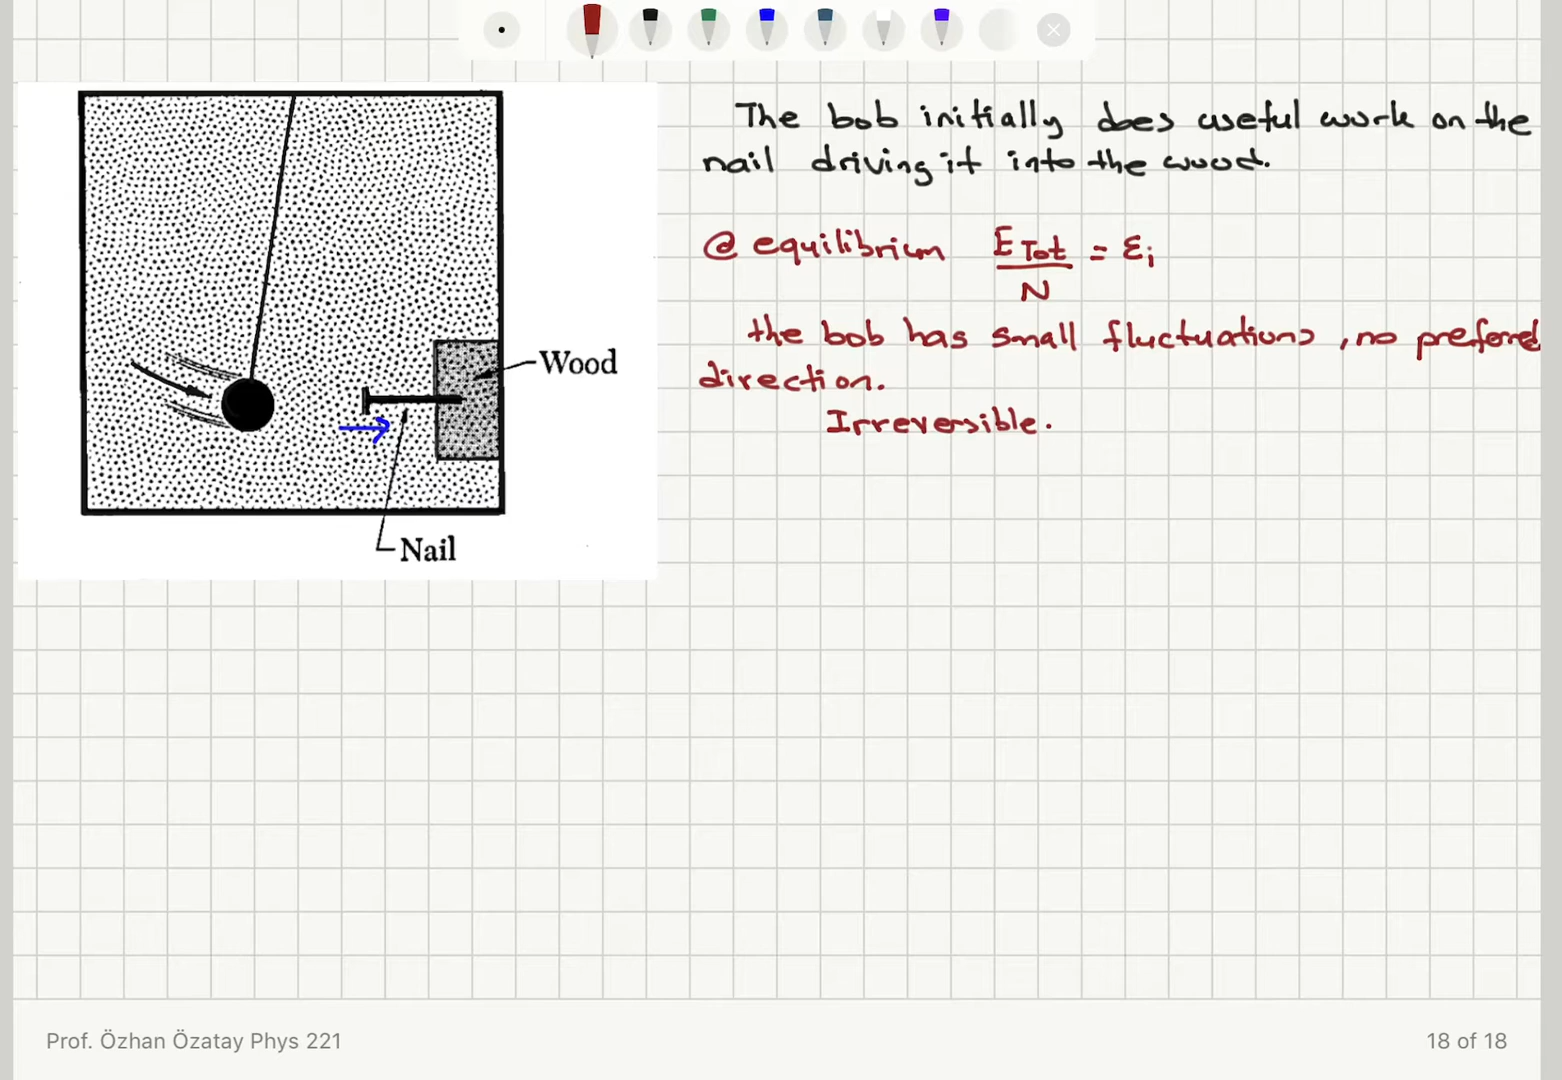 The bob initially does useful work on the
nail driving it into the wood.
@ equilibrium E_Tot / N = ε_i
the bob has small fluctuations, no preferred
direction.
Irreversible.
Wood
Nail
Prof. Özhan Özatay Phys 221
18 of 18